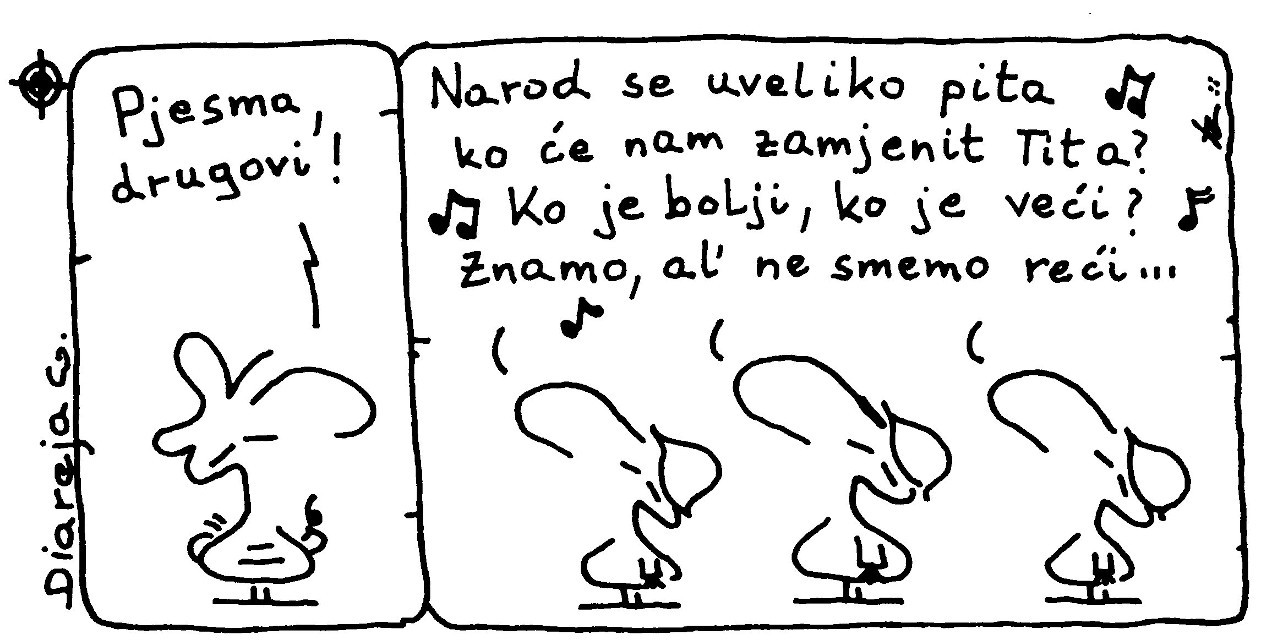 Pjesma,
drugovi!
Narod se uveliko pita
ko će nam zamjenit Tita?
Ko je bolji, ko je veći?
Znamo, al' ne smemo reći...
Diareja C.